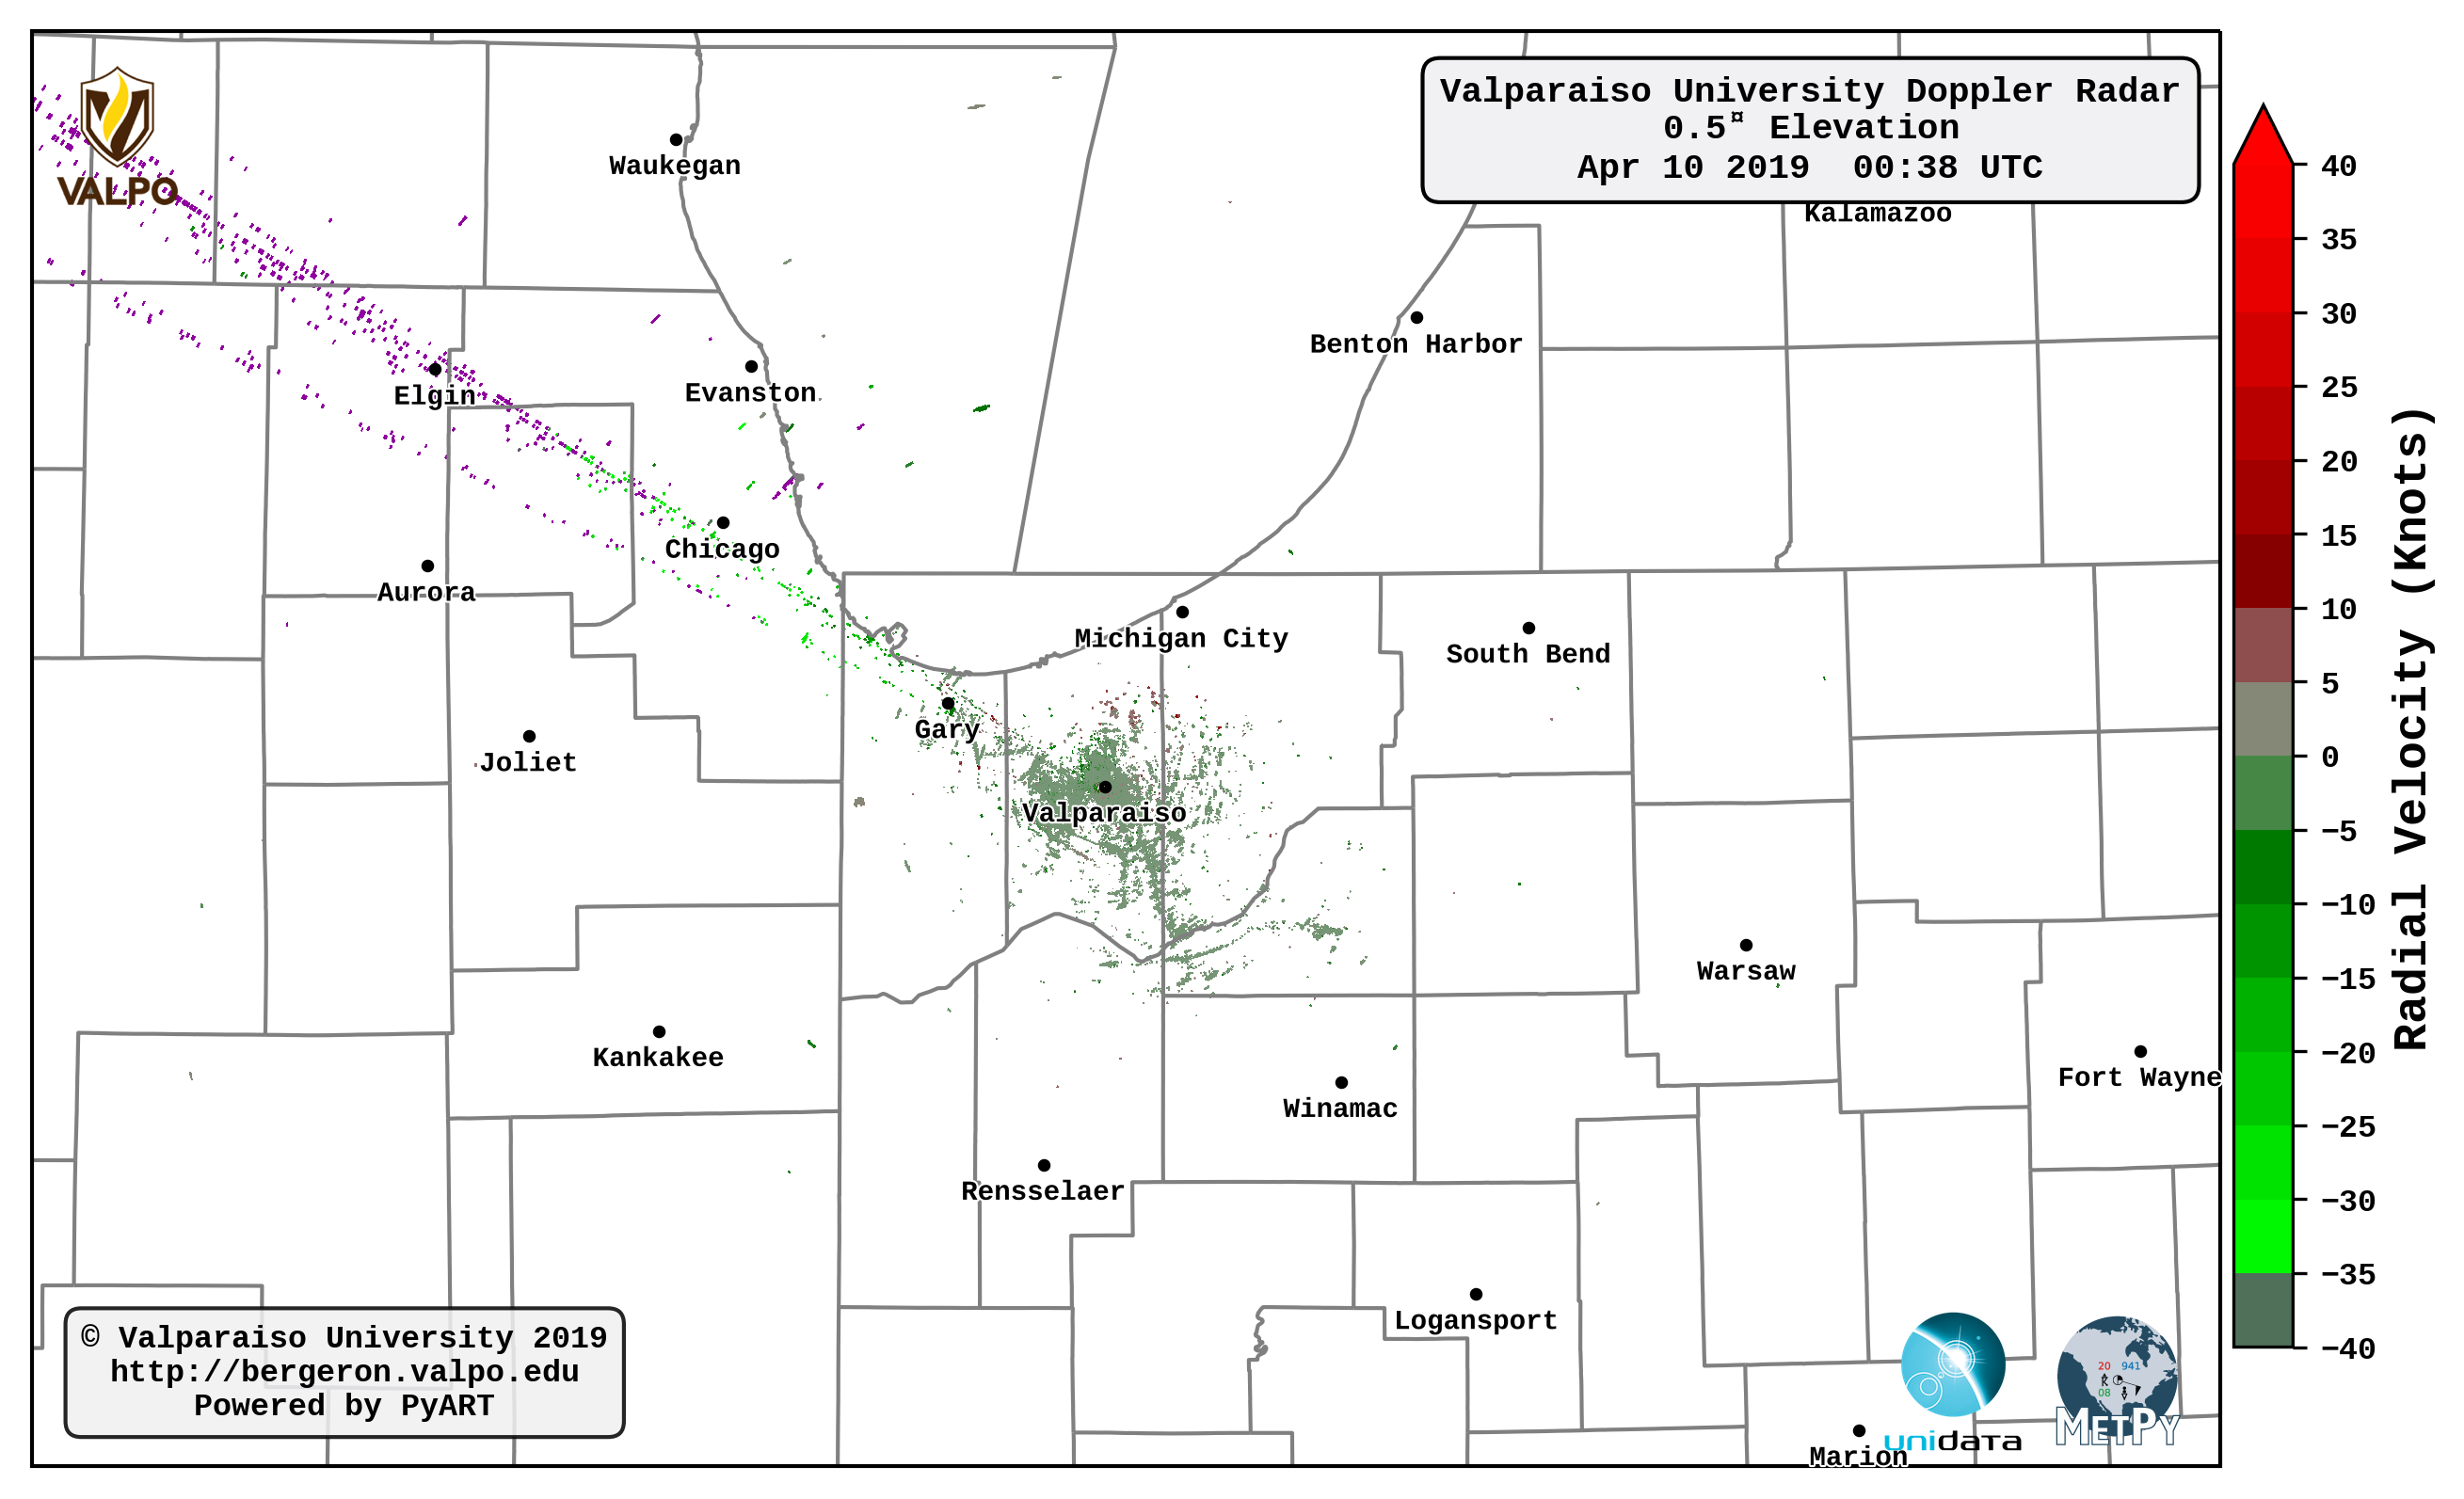 Valparaiso University Doppler Radar
0.5¤ Elevation
Apr 10 2019  00:38 UTC
VALPO
Waukegan
Kalamazoo
Benton Harbor
Elgin
Evanston
Chicago
Aurora
Michigan City
South Bend
Gary
Joliet
Valparaiso
Warsaw
Kankakee
Fort Wayne
Winamac
Rensselaer
Logansport
Marion
40
35
30
25
20
15
10
5
0
−5
−10
−15
−20
−25
−30
−35
−40
Radial Velocity (Knots)
© Valparaiso University 2019
http://bergeron.valpo.edu
Powered by PyART
unidata
20 941
08
METPY